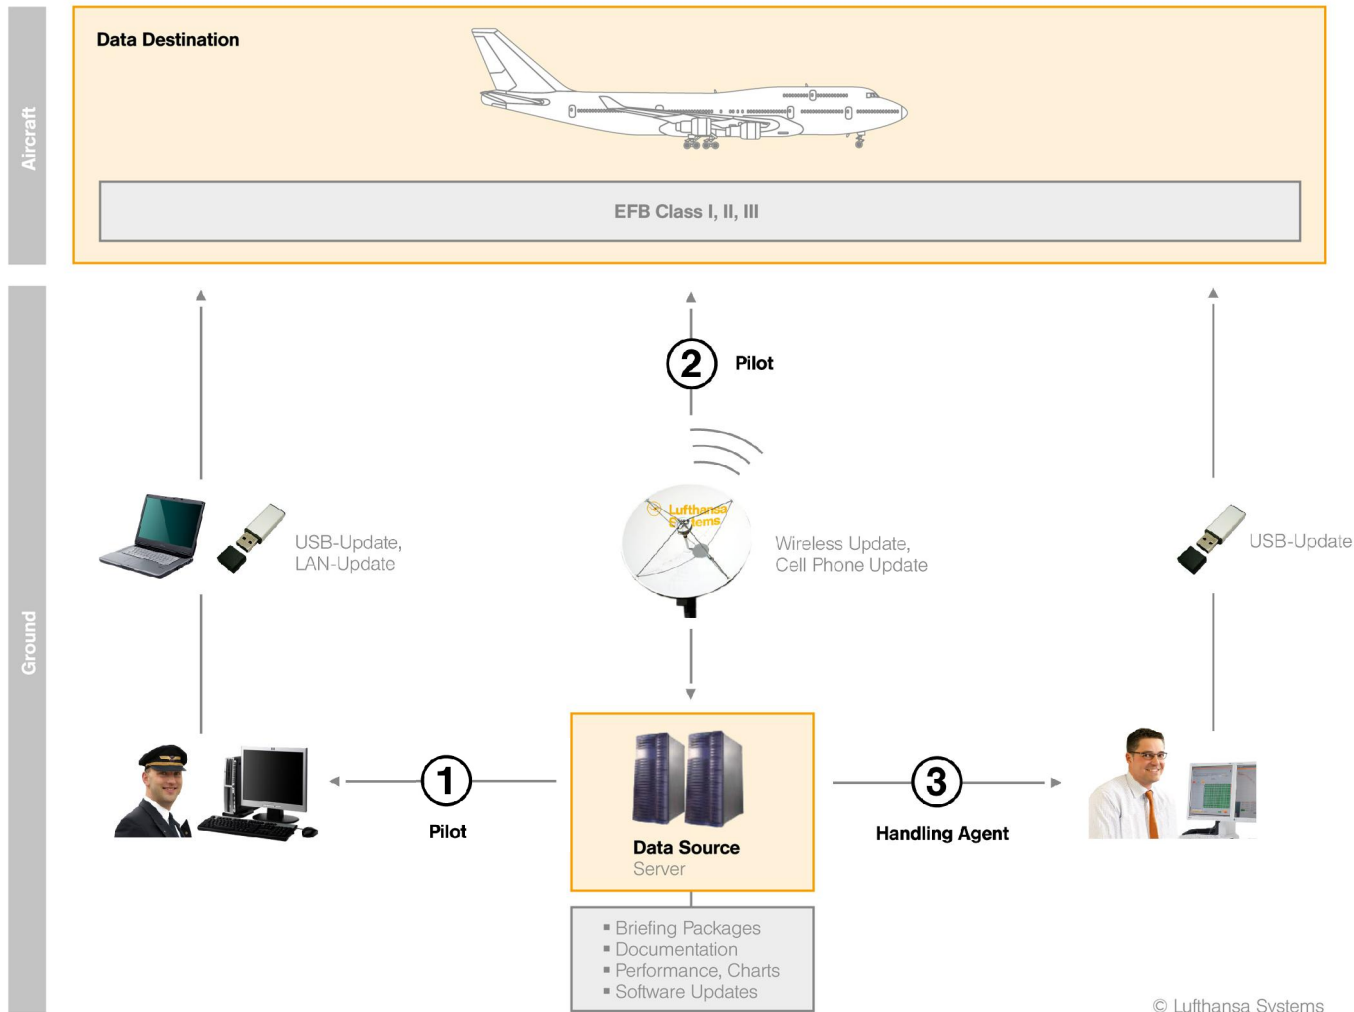 Data Destination
Aircraft
EFB Class I, II, III
2
Pilot
Lufthansa
Systems
USB-Update,
LAN-Update
Wireless Update,
Cell Phone Update
USB-Update
Ground
1
Pilot
3
Handling Agent
Data Source
Server
▪ Briefing Packages
▪ Documentation
▪ Performance, Charts
▪ Software Updates
© Lufthansa Systems